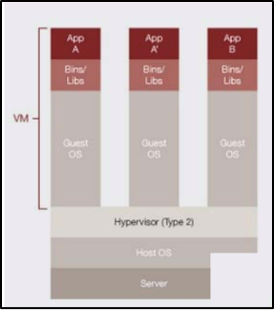 App
A
App
A'
App
B
Bins/
Libs
Bins/
Libs
Bins/
Libs
VM
Guest
OS
Guest
OS
Guest
OS
Hypervisor (Type 2)
Host OS
Server